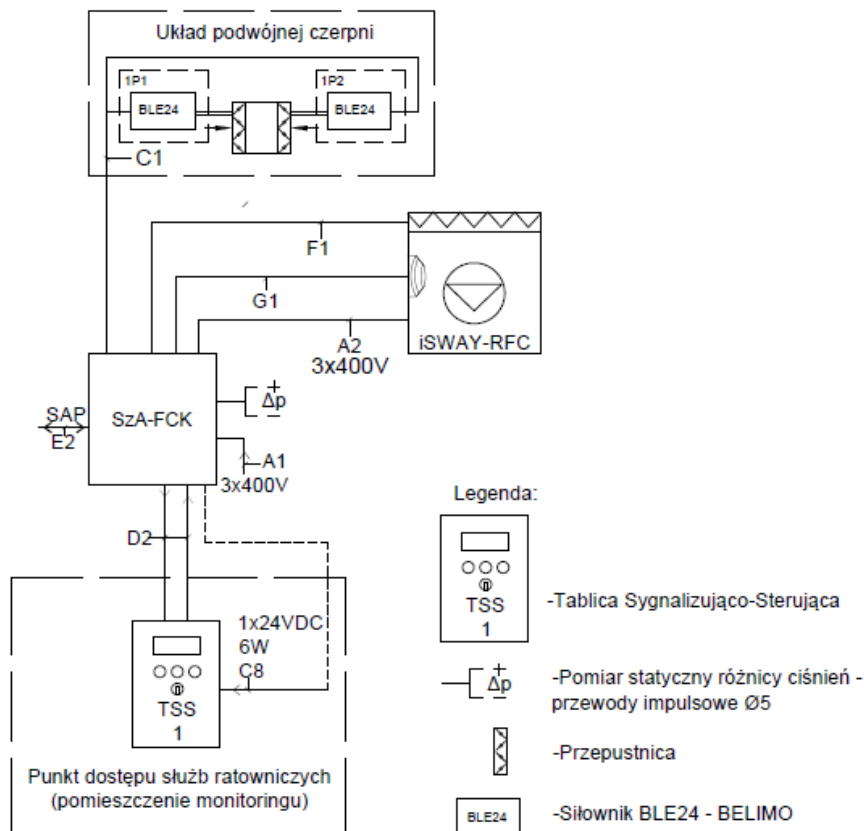 Układ podwójnej czerpni
1P1
1P2
BLE24
BLE24
C1
F1
G1
A2
3x400V
iSWAY-RFC
SzA-FCK
SAP
E2
+
Δp
A1
3x400V
D2
1x24VDC
6W
C8
TSS
1
Punkt dostępu służb ratowniczych
(pomieszczenie monitoringu)
Legenda:
TSS
1
-Tablica Sygnalizująco-Sterująca
+
Δp
-Pomiar statyczny różnicy ciśnień -
przewody impulsowe Ø5
-Przepustnica
BLE24
-Siłownik BLE24 - BELIMO